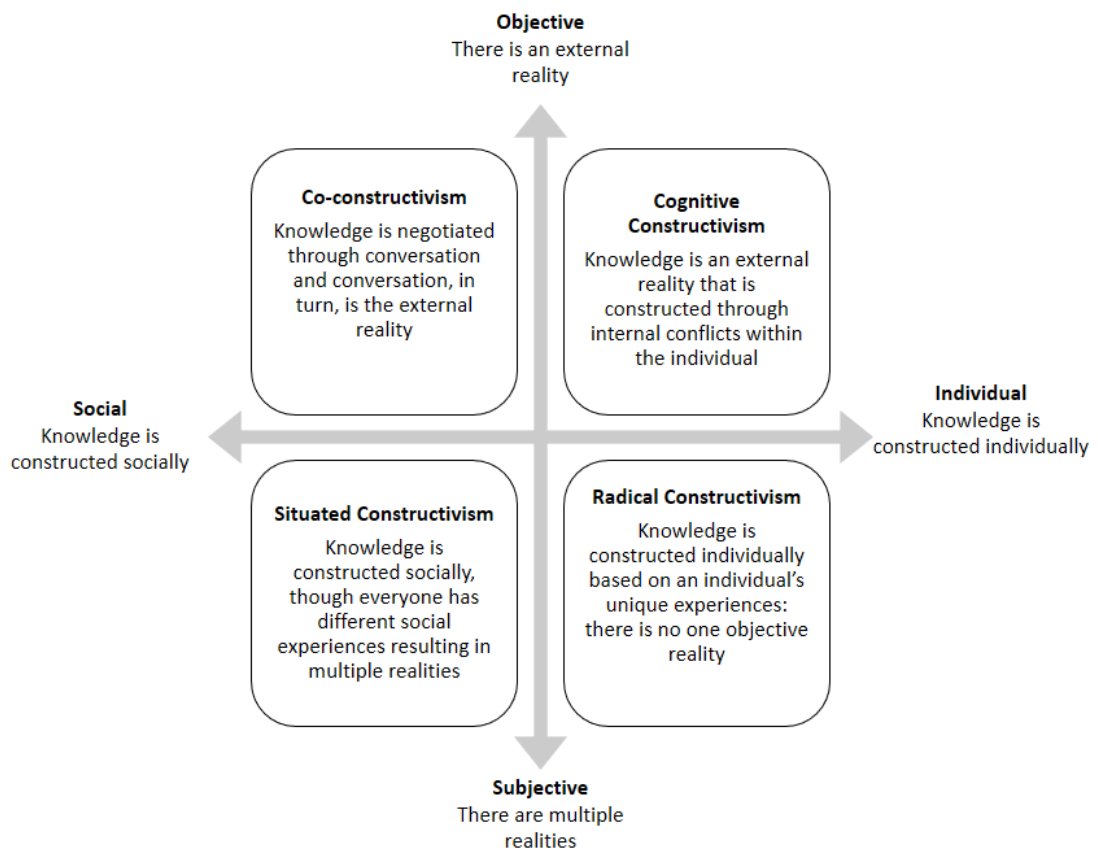 Objective
There is an external
reality
Co-constructivism
Knowledge is negotiated
through conversation
and conversation, in
turn, is the external
reality
Cognitive
Constructivism
Knowledge is an external
reality that is
constructed through
internal conflicts within
the individual
Social
Knowledge is
constructed socially
Individual
Knowledge is
constructed individually
Situated Constructivism
Knowledge is
constructed socially,
though everyone has
different social
experiences resulting in
multiple realities
Radical Constructivism
Knowledge is
constructed individually
based on an individual’s
unique experiences:
there is no one objective
reality
Subjective
There are multiple
realities